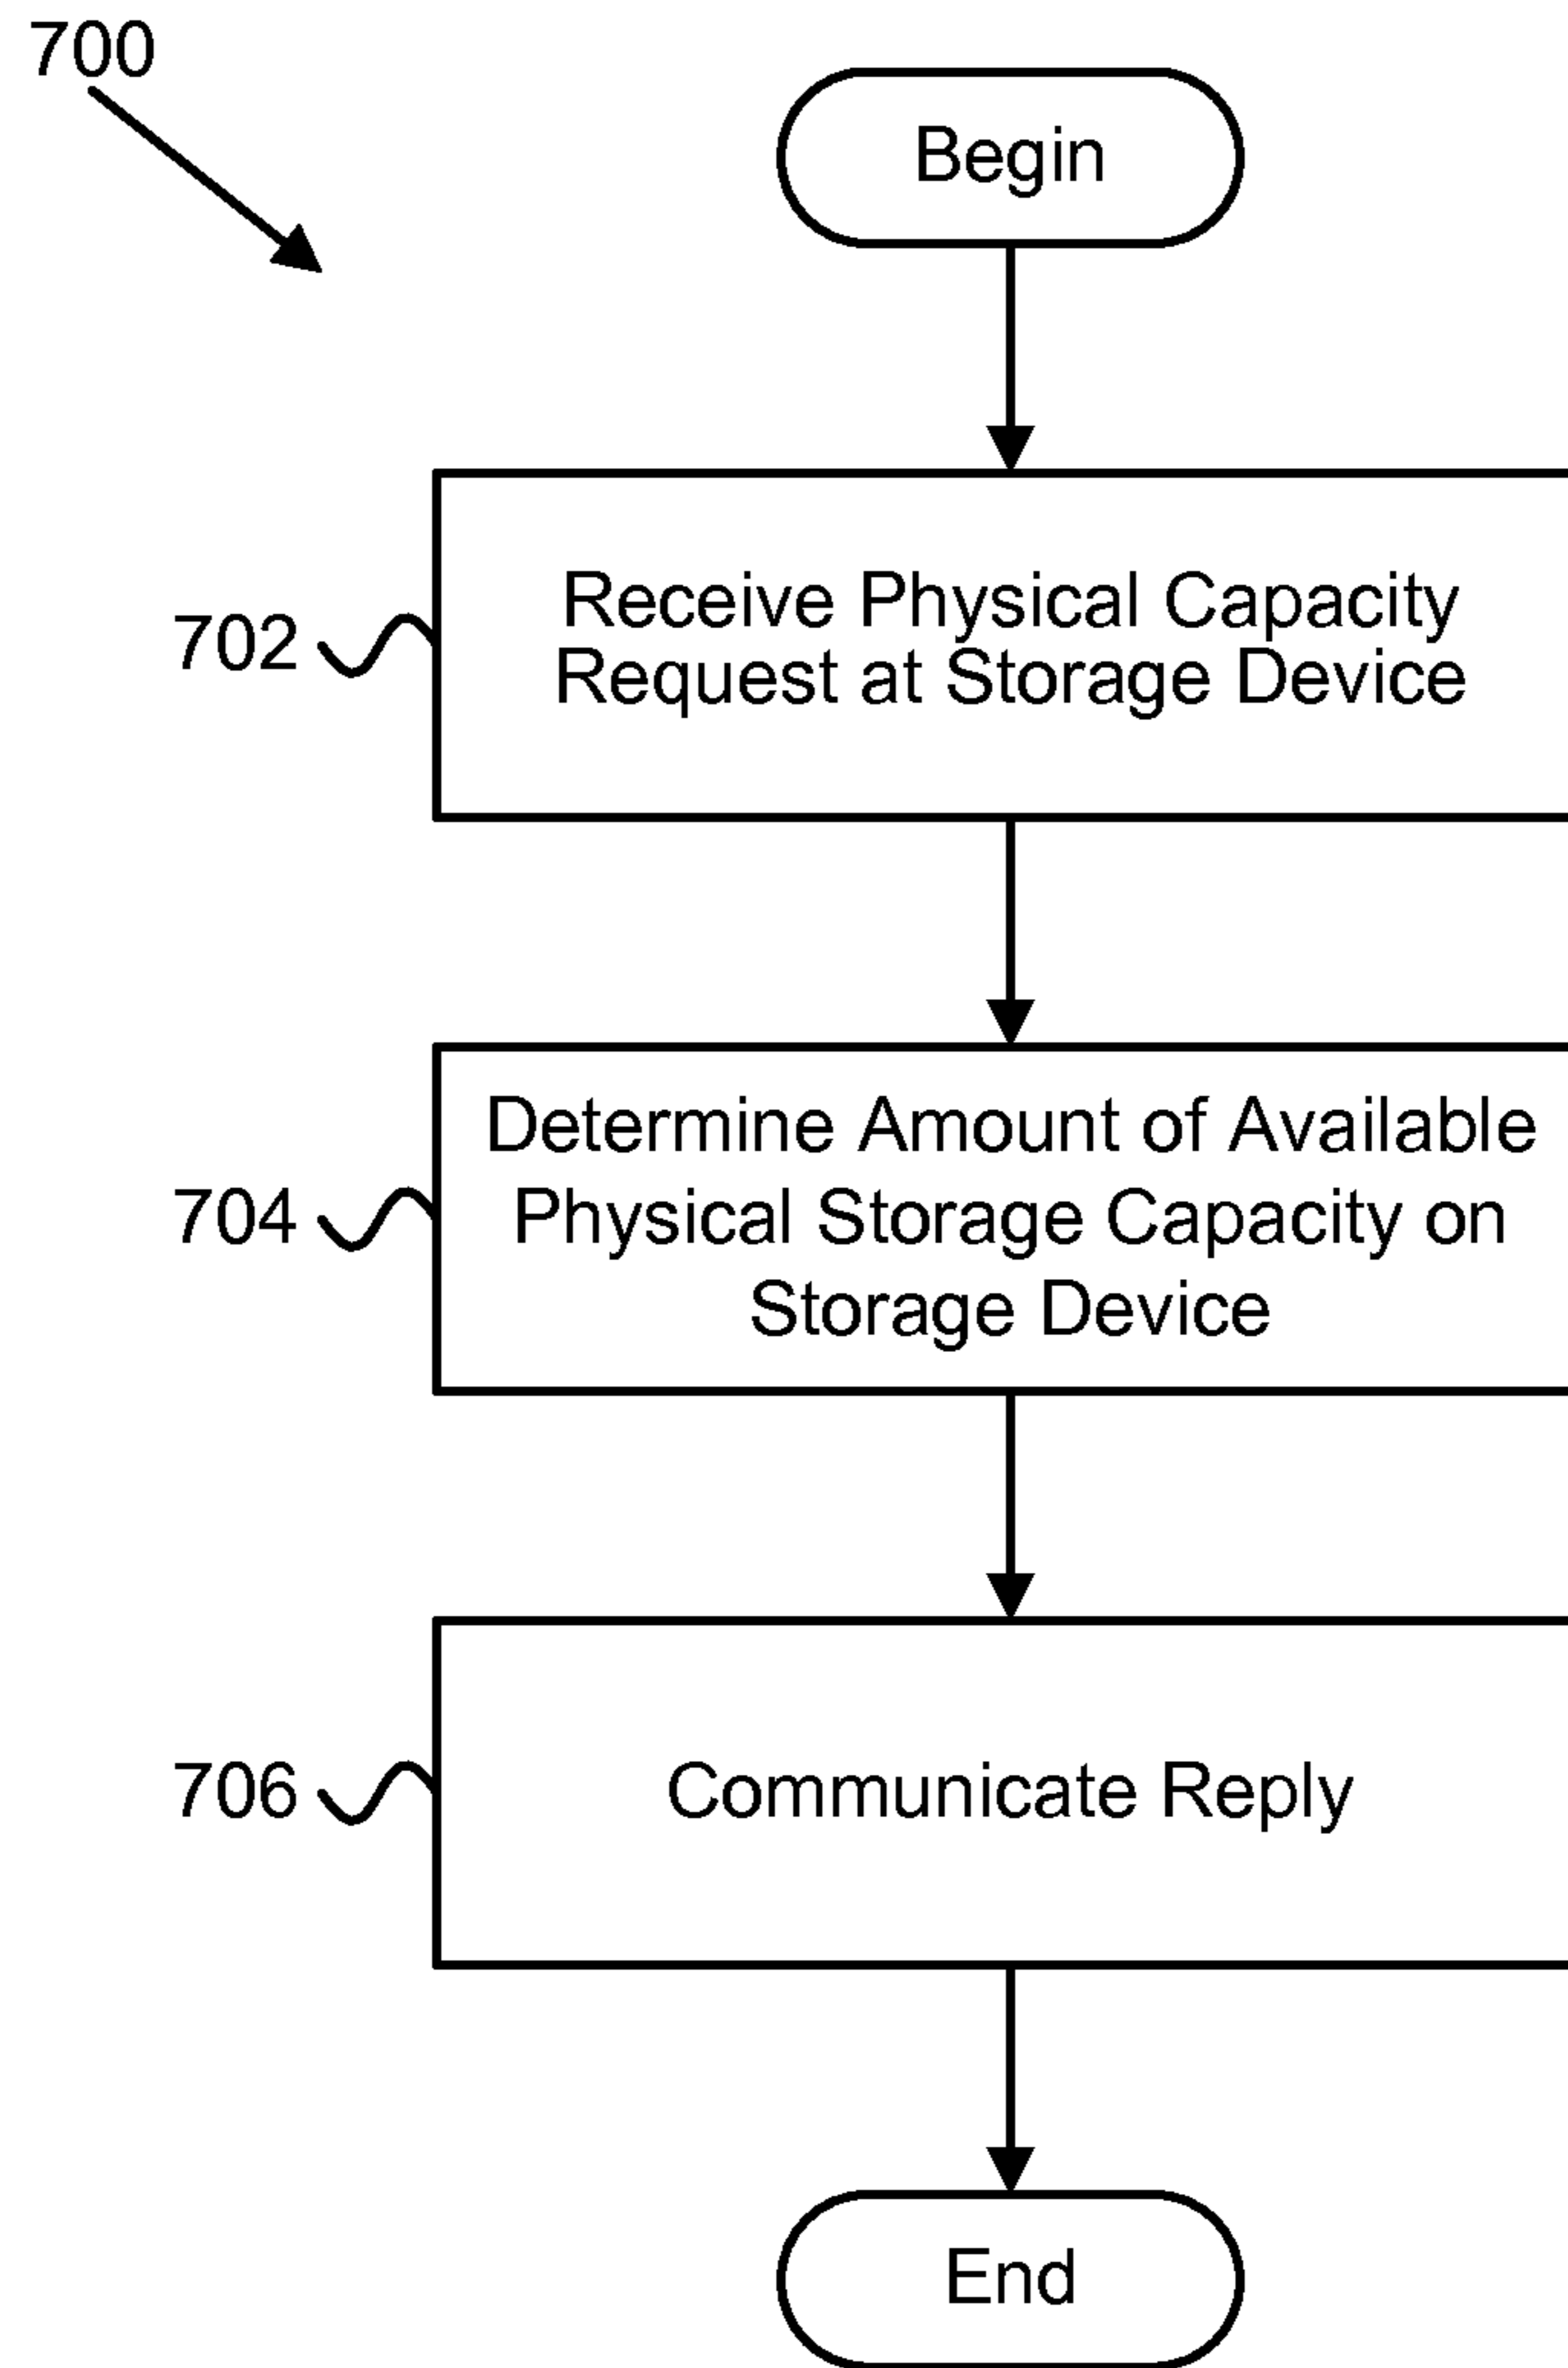 700
Begin
702
Receive Physical Capacity
Request at Storage Device
704
Determine Amount of Available
Physical Storage Capacity on
Storage Device
706
Communicate Reply
End